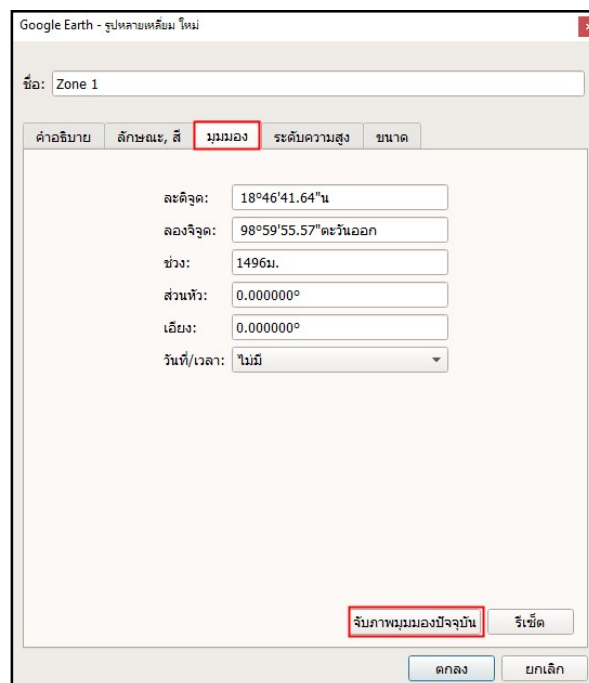 Google Earth - รูปหลายเหลี่ยม ใหม่
ชื่อ: Zone 1
คำอธิบาย ลักษณะ, สี มุมมอง ระดับความสูง ขนาด
ละติจูด: 18°46'41.64"น
ลองจิจูด: 98°59'55.57"ตะวันออก
ช่วง: 1496ม.
ส่วนหัว: 0.000000°
เอียง: 0.000000°
วันที่/เวลา: ไม่มี
จับภาพมุมมองปัจจุบัน รีเซ็ต
ตกลง ยกเลิก